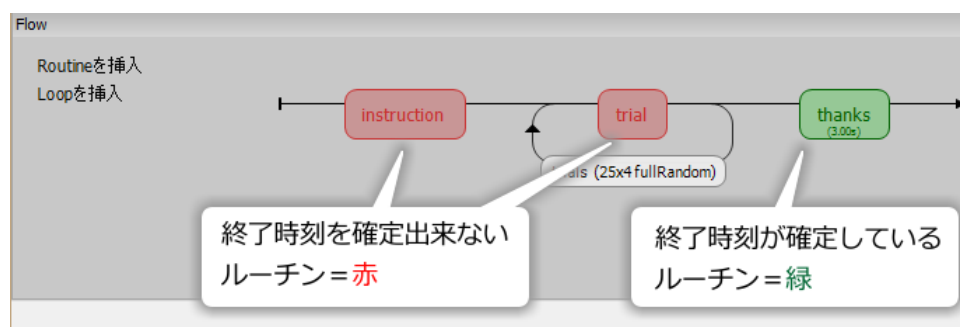 Flow
Routineを挿入
Loopを挿入
instruction
trial
thanks
(3.00s)
(25x4 fullRandom)
終了時刻を確定出来ない
ルーチン＝赤
終了時刻が確定している
ルーチン＝緑